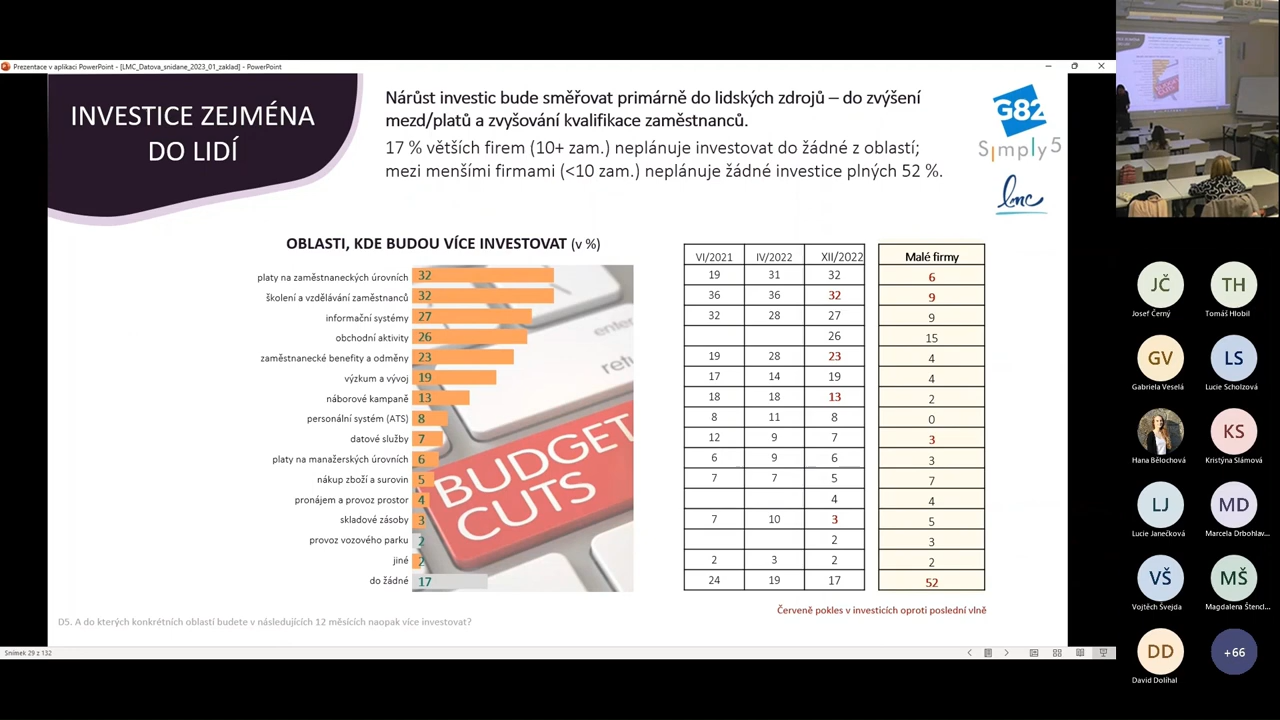 Prezentace v aplikaci PowerPoint - [LMC_Datova_snidane_2023_01_zaklad] - PowerPoint
INVESTICE ZEJMÉNA
DO LIDÍ
Nárůst investic bude směřovat primárně do lidských zdrojů – do zvýšení
mezd/platů a zvyšování kvalifikace zaměstnanců.
17 % větších firem (10+ zam.) neplánuje investovat do žádné z oblastí;
mezi menšími firmami (<10 zam.) neplánuje žádné investice plných 52 %.
G82
Simply5
lmc
OBLASTI, KDE BUDOU VÍCE INVESTOVAT (v %)
VI/2021 IV/2022 XII/2022 Malé firmy
platy na zaměstnaneckých úrovních 32 19 31 32 6
školení a vzdělávání zaměstnanců 32 36 36 32 9
informační systémy 27 32 28 27 9
obchodní aktivity 26 26 15
zaměstnanecké benefity a odměny 23 19 28 23 4
výzkum a vývoj 19 17 14 19 4
náborové kampaně 13 18 18 13 2
personální systém (ATS) 8 8 11 8 0
datové služby 7 12 9 7 3
platy na manažerských úrovních 6 6 9 6 3
nákup zboží a surovin 5 7 7 5 7
pronájem a provoz prostor 4 4 4
skladové zásoby 3 7 10 3 5
provoz vozového parku 2 2 3
jiné 2 2 3 2 2
do žádné 17 24 19 17 52
enter
retu
BUDGET
CUTS
Červeně pokles v investicích oproti poslední vlně
D5. A do kterých konkrétních oblastí budete v následujících 12 měsících naopak více investovat?
Snímek 29 z 132
JČ
Josef Černý
TH
Tomáš Hlobil
GV
Gabriela Veselá
LS
Lucie Scholzová
Hana Bělochová
KS
Kristýna Slámová
LJ
Lucie Janečková
MD
Marcela Drbohlav...
VŠ
Vojtěch Švejda
MŠ
Magdalena Štencl...
DD
David Dolíhal
+66